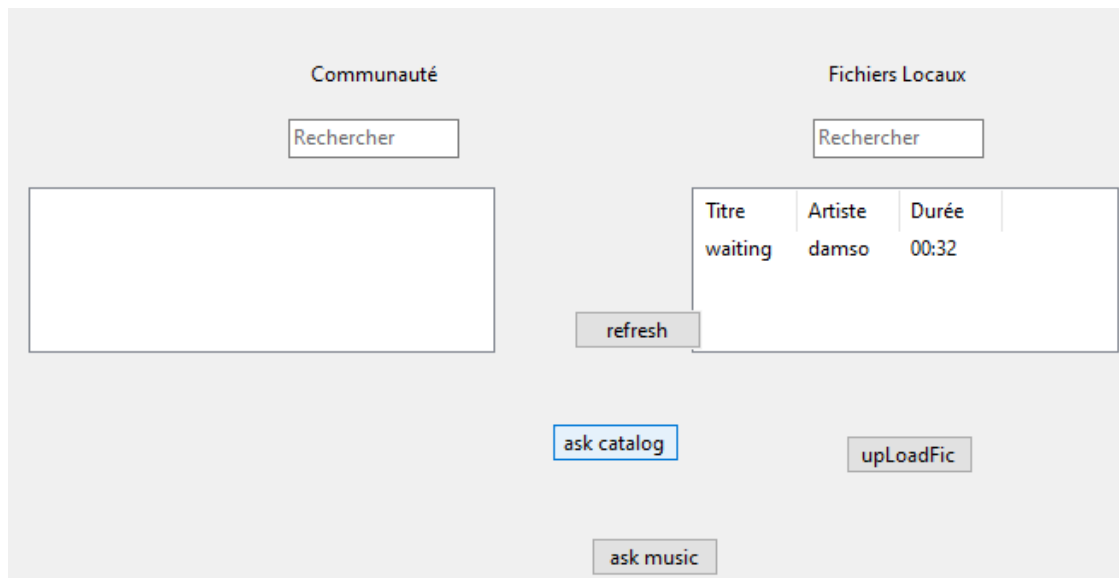 Communauté
Fichiers Locaux
Rechercher
Rechercher
Titre Artiste Durée
waiting damso 00:32
refresh
ask catalog
upLoadFic
ask music